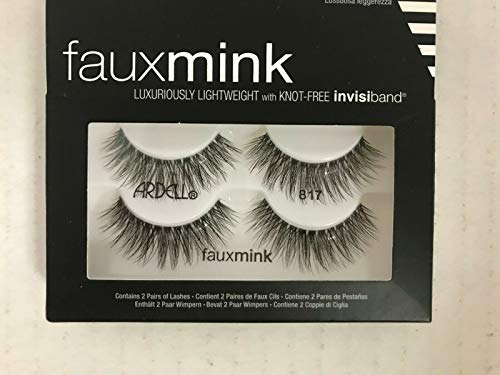 Lussuosa leggerezza
fauxmink
LUXURIOUSLY LIGHTWEIGHT with KNOT-FREE invisiband®
ARDELL®
817
fauxmink
Contains 2 Pairs of Lashes • Contient 2 Paires de Faux Cils • Contiene 2 Pares de Pestañas
Enthält 2 Paar Wimpern • Bevat 2 Paar Wimpers • Contiene 2 Coppie di Ciglia